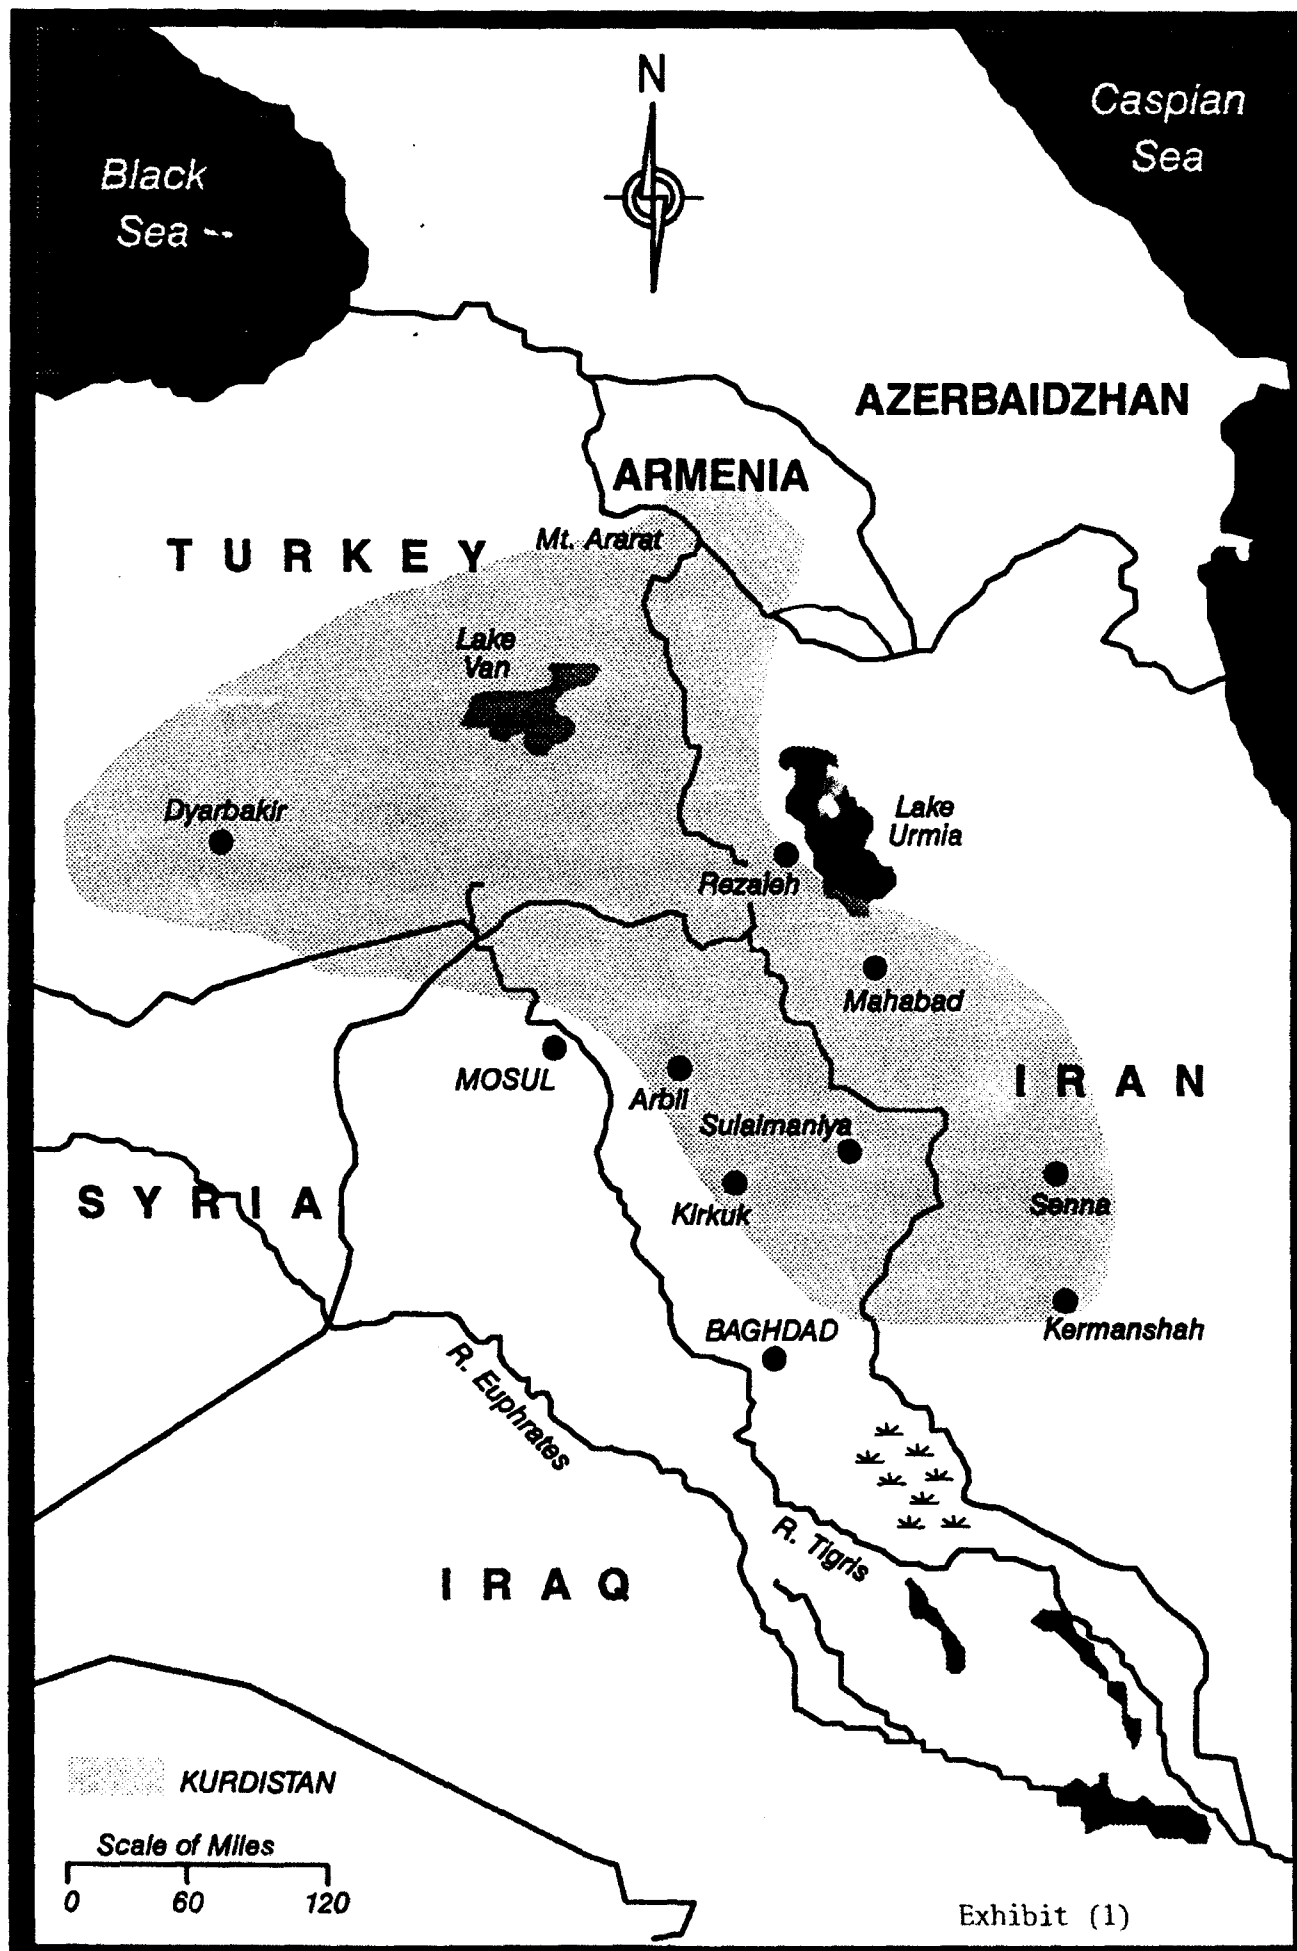 N
Caspian
Sea
Black
Sea
AZERBAIDZHAN
ARMENIA
Mt. Ararat
TURKEY
Lake
Van
Dyarbakir
Lake
Urmia
Rezaleh
Mahabad
IRAN
MOSUL
Arbil
Sulaimaniya
SYRIA
Senna
Kirkuk
BAGHDAD
Kermanshah
R. Euphrates
R. Tigris
IRAQ
KURDISTAN
Scale of Miles
0 60 120
Exhibit (1)